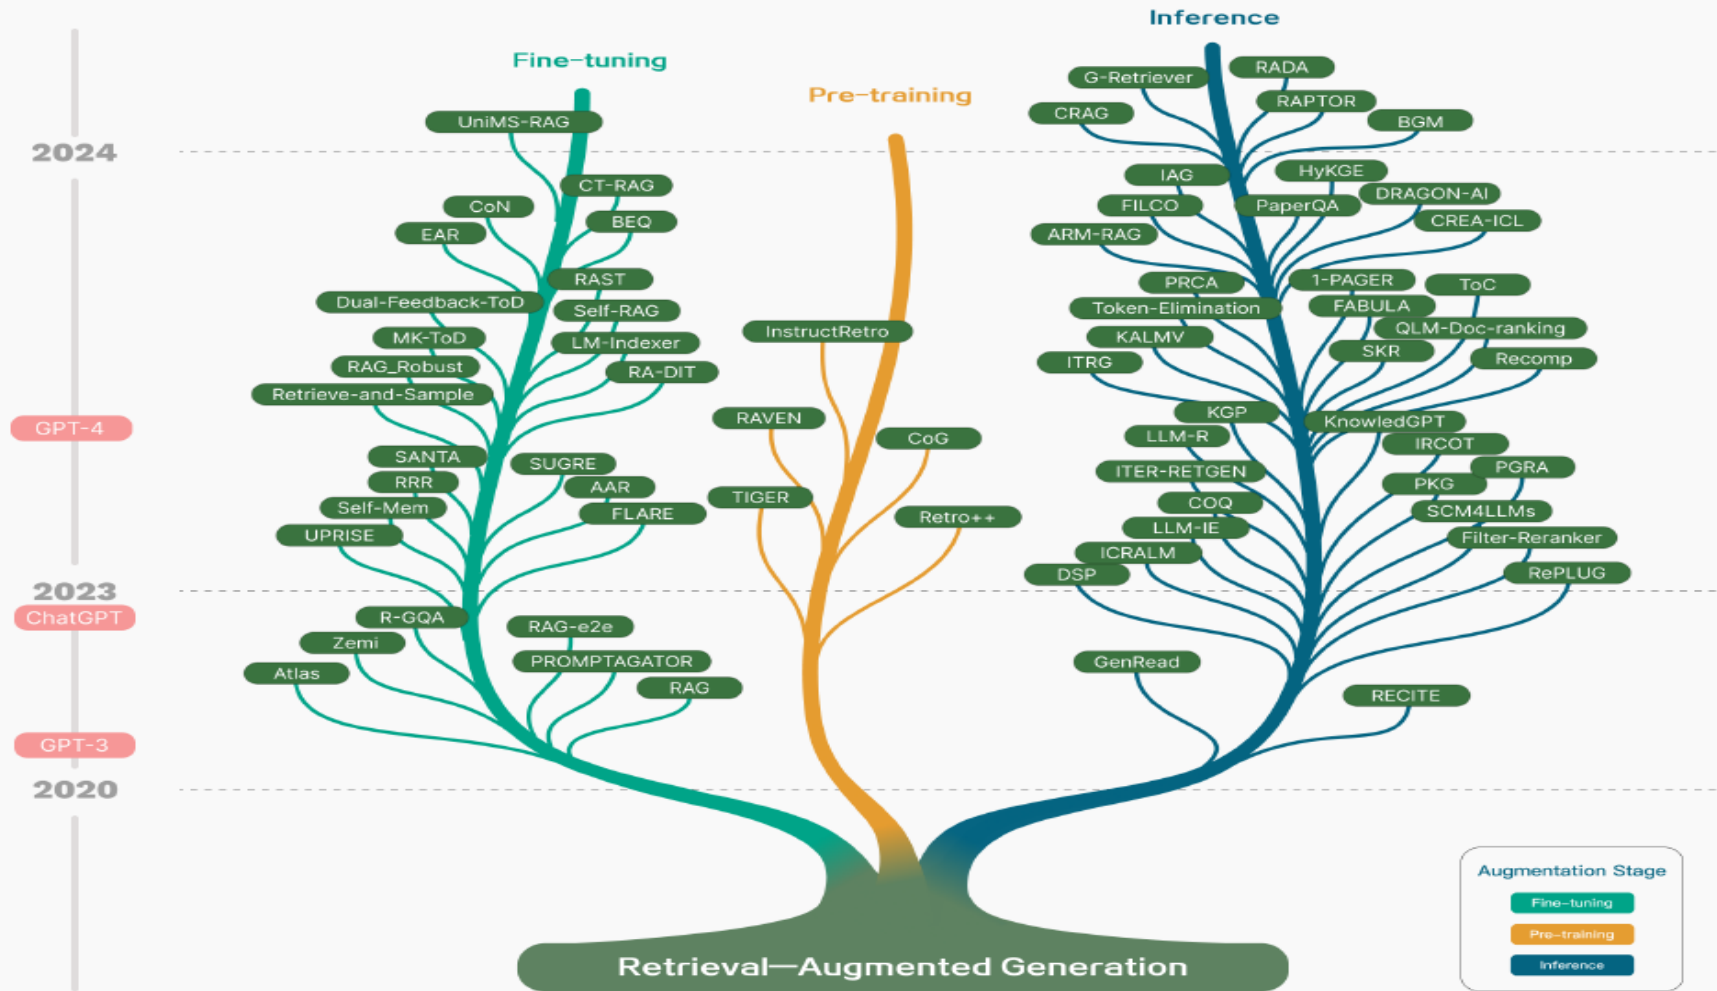 Inference
Fine-tuning
Pre-training
2024
GPT-4
2023
ChatGPT
GPT-3
2020
UniMS-RAG
CT-RAG
CoN
BEQ
EAR
RAST
Dual-Feedback-ToD
Self-RAG
MK-ToD
LM-Indexer
RAG_Robust
RA-DIT
Retrieve-and-Sample
SANTA
SUGRE
RRR
AAR
Self-Mem
FLARE
UPRISE
R-GQA
RAG-e2e
Zemi
PROMPTAGATOR
Atlas
RAG
InstructRetro
RAVEN
CoG
TIGER
Retro++
RADA
G-Retriever
RAPTOR
CRAG
BGM
IAG
HyKGE
DRAGON-AI
FILCO
PaperQA
CREA-ICL
ARM-RAG
PRCA
1-PAGER
ToC
Token-Elimination
FABULA
QLM-Doc-ranking
KALMV
SKR
Recomp
ITRG
KGP
KnowledGPT
LLM-R
IRCOT
ITER-RETGEN
PGRA
PKG
COQ
SCM4LLMs
LLM-IE
Filter-Reranker
ICRALM
DSP
RePLUG
GenRead
RECITE
Augmentation Stage
Fine-tuning
Pre-training
Inference
Retrieval—Augmented Generation